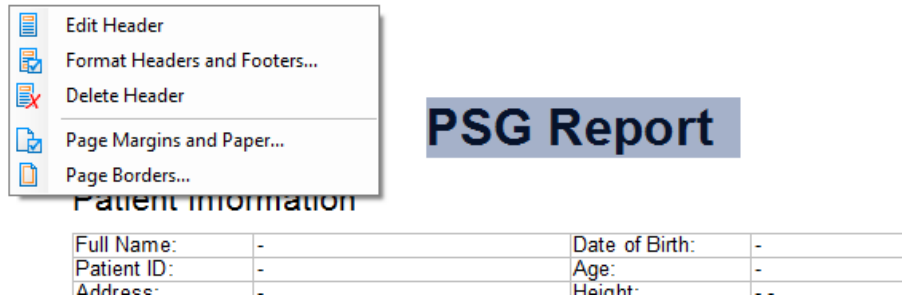 Edit Header
Format Headers and Footers...
Delete Header
Page Margins and Paper...
Page Borders...
PSG Report
Patient Information
Full Name: - Date of Birth: -
Patient ID: - Age: -
Address: - Height: - -